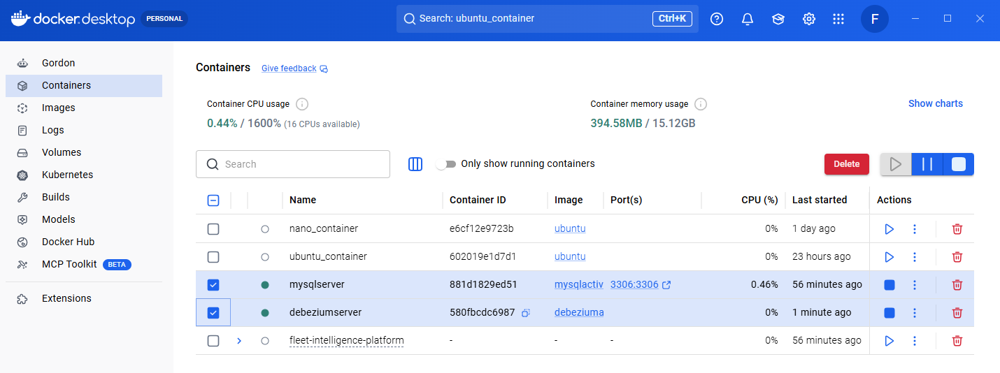 docker.desktop PERSONAL Search: ubuntu_container Ctrl+K F
Gordon
Containers
Images
Logs
Volumes
Kubernetes
Builds
Models
Docker Hub
MCP Toolkit BETA
Extensions
Containers Give feedback
Container CPU usage
0.44% / 1600% (16 CPUs available)
Container memory usage
394.58MB / 15.12GB
Show charts
Search
Only show running containers
Delete
Name Container ID Image Port(s) CPU (%) Last started Actions
nano_container e6cf12e9723b ubuntu 0% 1 day ago
ubuntu_container 602019e1d7d1 ubuntu 0% 23 hours ago
mysqlserver 881d1829ed51 mysqlactiv 3306:3306 0.46% 56 minutes ago
debeziumserver 580fbcdc6987 debeziuma 0% 1 minute ago
fleet-intelligence-platform - - - 0% 56 minutes ago